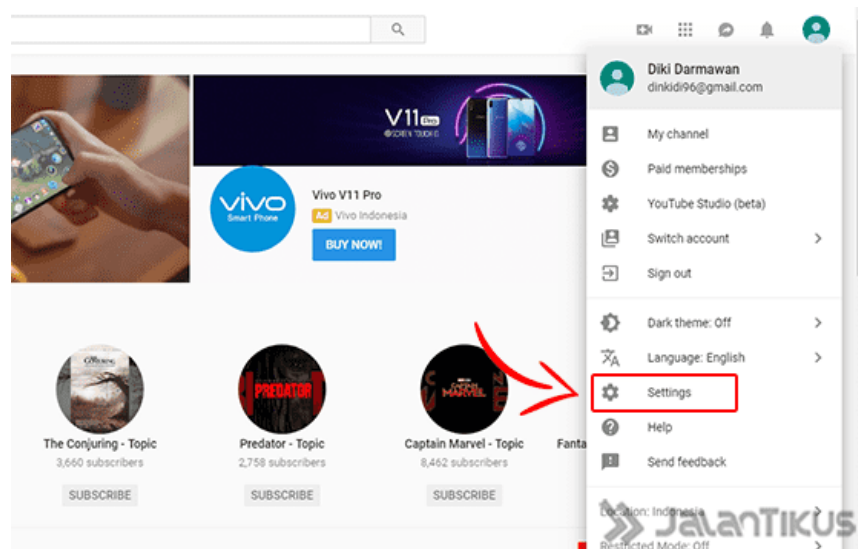 Diki Darmawan
dinkidi96@gmail.com
My channel
Paid memberships
YouTube Studio (beta)
Switch account
Sign out
Dark theme: Off
Language: English
Settings
Help
Send feedback
Location: Indonesia
Restricted Mode: Off
V11 Pro
SCREEN TOUCH ID
vivo
Smart Phone
Vivo V11 Pro
Ad Vivo Indonesia
BUY NOW!
THE CONJURING
PREDATOR
CAPTAIN
MARVEL
The Conjuring - Topic
Predator - Topic
Captain Marvel - Topic
Fanta
3,660 subscribers
2,758 subscribers
8,462 subscribers
SUBSCRIBE
SUBSCRIBE
SUBSCRIBE
JALANTIKUS